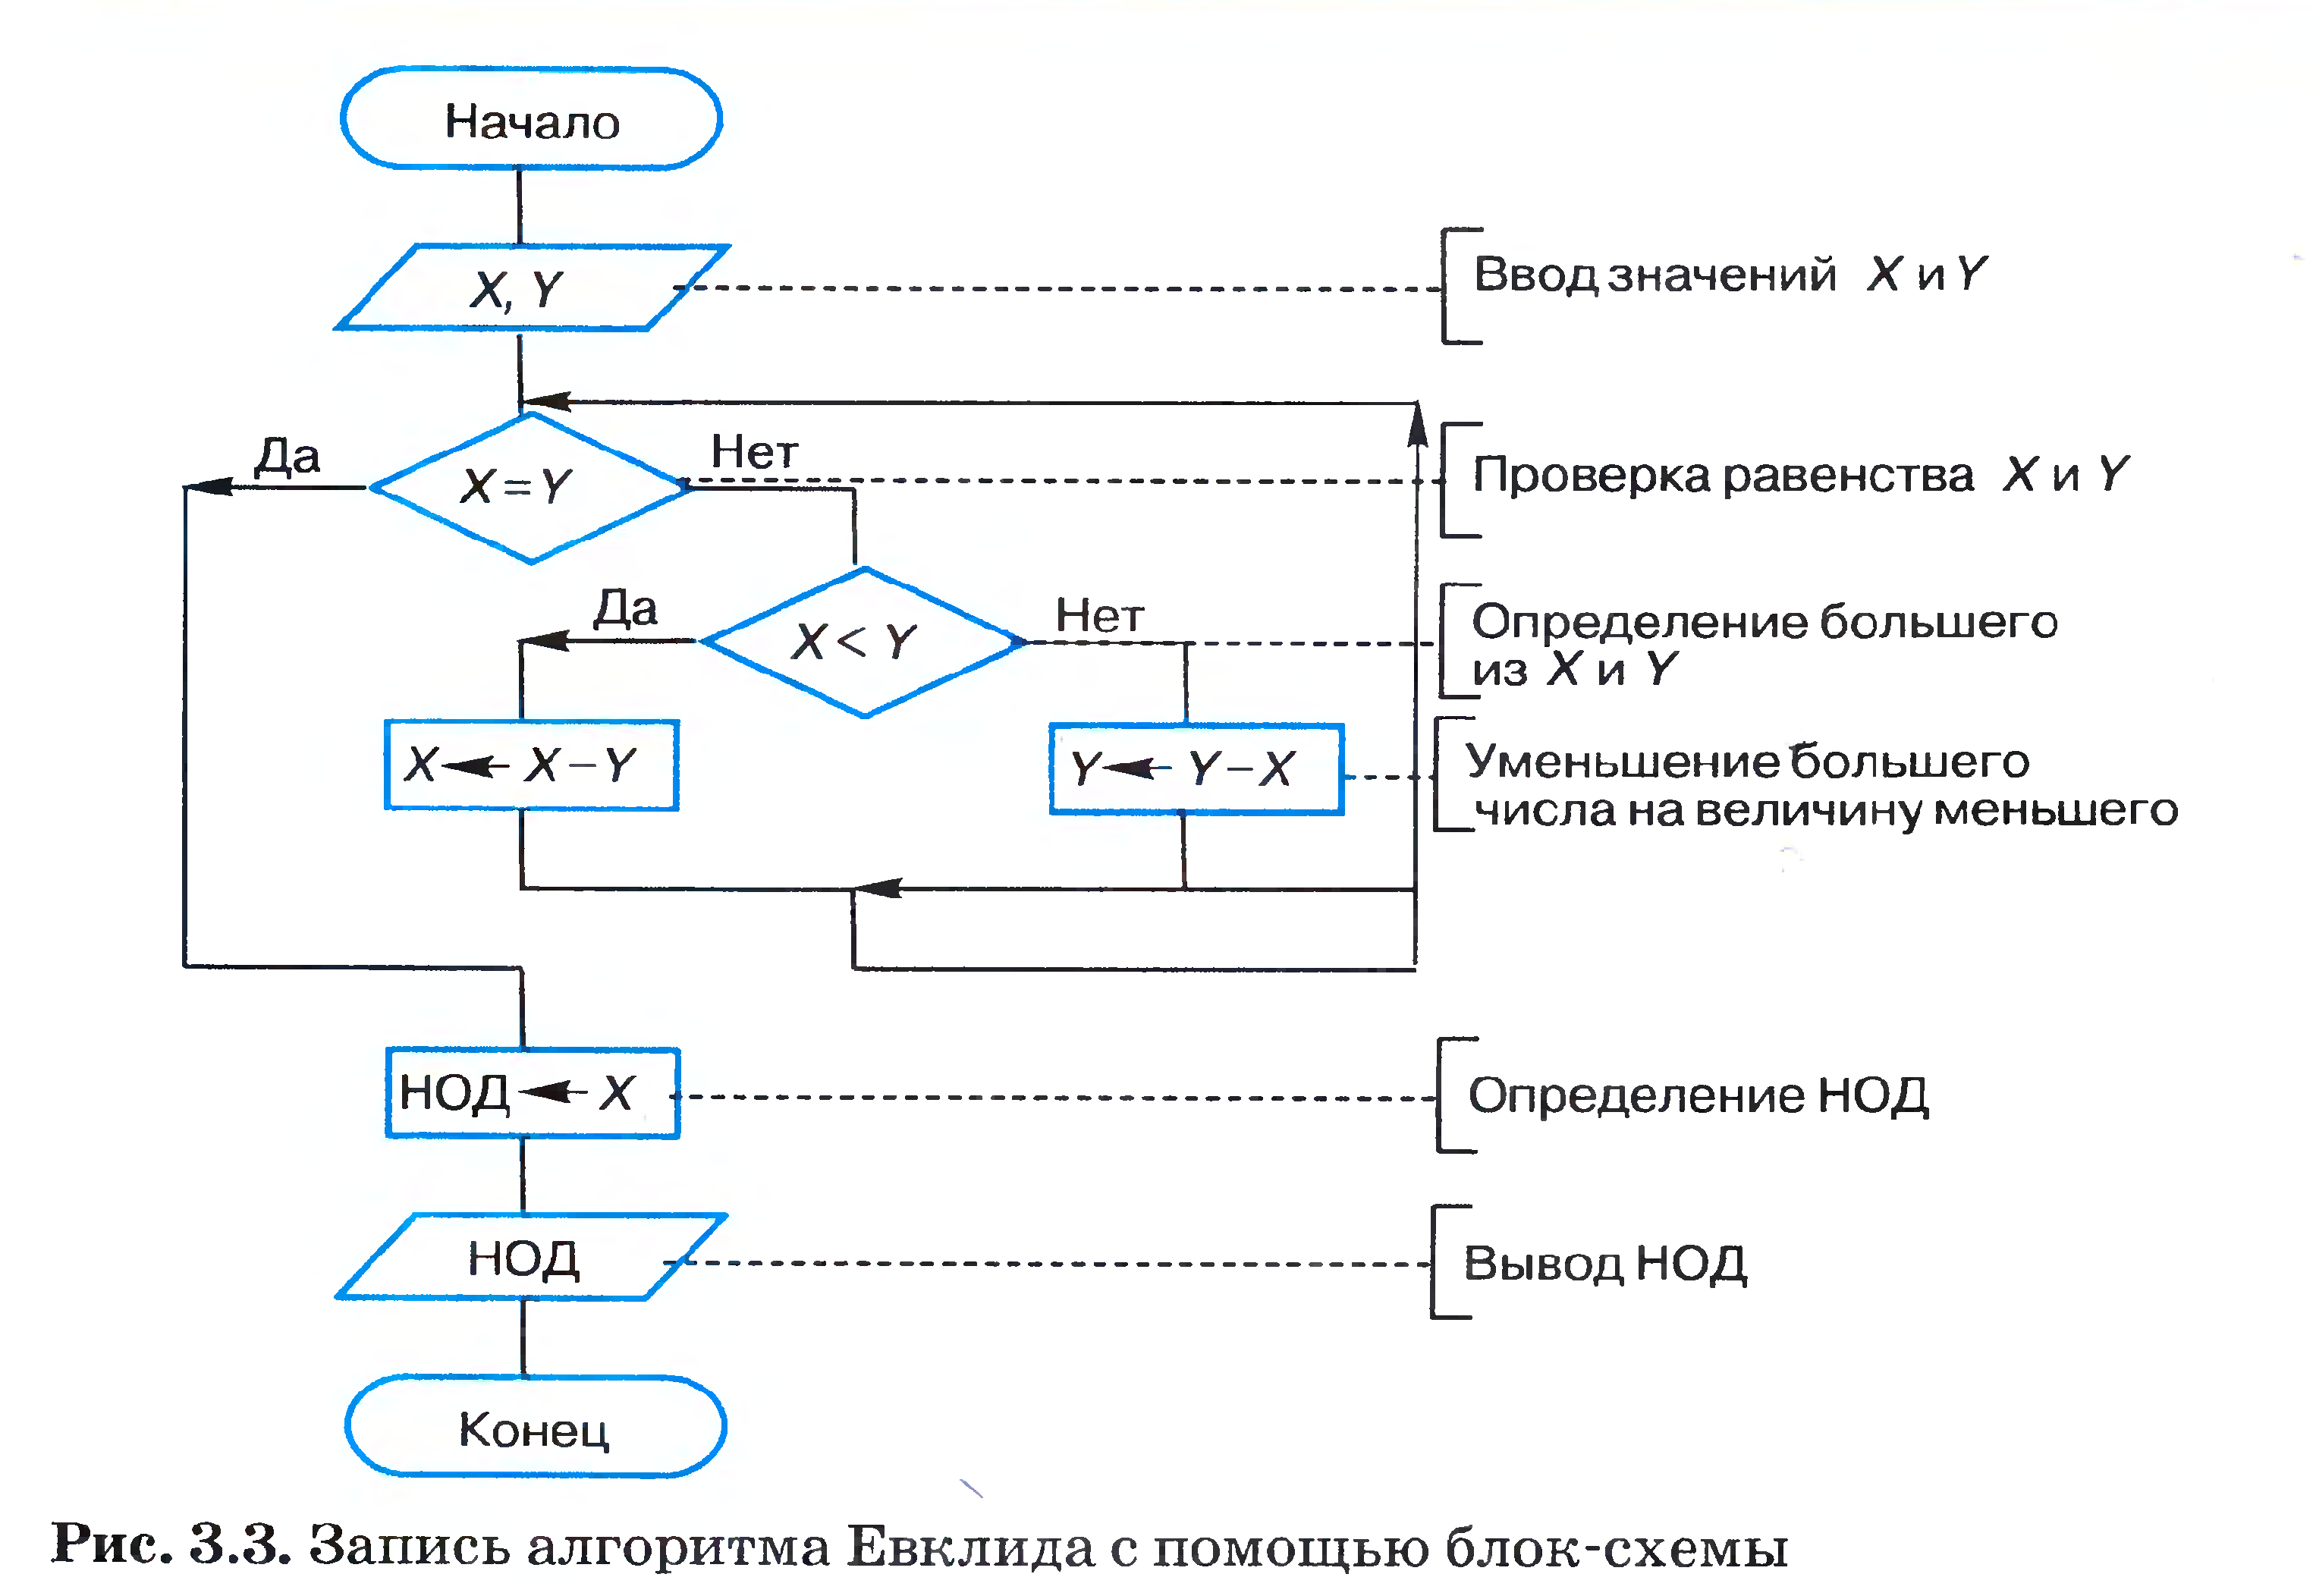 Начало
X, Y
Ввод значений X и Y
Да
X = Y
Нет
Проверка равенства X и Y
Да
X < Y
Нет
Определение большего
из X и Y
X ← X – Y
Y ← Y – X
Уменьшение большего
числа на величину меньшего
НОД ← X
Определение НОД
НОД
Вывод НОД
Конец
Рис. 3.3. Запись алгоритма Евклида с помощью блок-схемы